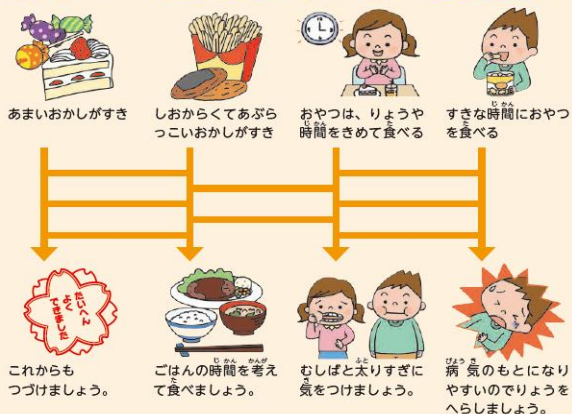 あまいおかしがすき
しおからくてあぶら
っこいおかしがすき
おやつは、りょうや
時間をきめて食べる
すきな時間におやつ
を食べる
たいへん
よく
できました
これからも
つづけましょう。
ごはんの時間を考え
て食べましょう。
むしばと太りすぎに
気をつけましょう。
病気のもとになり
やすいのでりょうを
へらしましょう。